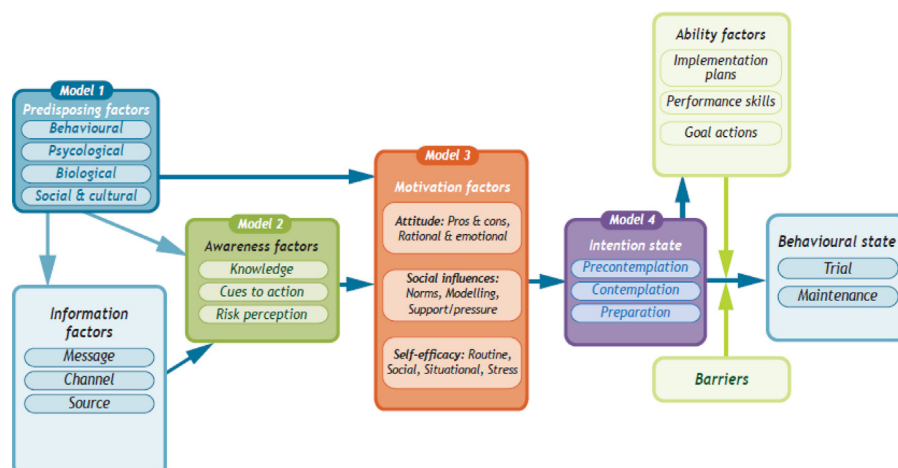 Model 1
Predisposing factors
Behavioural
Psycological
Biological
Social & cultural
Information
factors
Message
Channel
Source
Model 2
Awareness factors
Knowledge
Cues to action
Risk perception
Model 3
Motivation factors
Attitude: Pros & cons,
Rational & emotional
Social influences:
Norms, Modelling,
Support/pressure
Self-efficacy: Routine,
Social, Situational, Stress
Model 4
Intention state
Precontemplation
Contemplation
Preparation
Ability factors
Implementation
plans
Performance skills
Goal actions
Barriers
Behavioural state
Trial
Maintenance